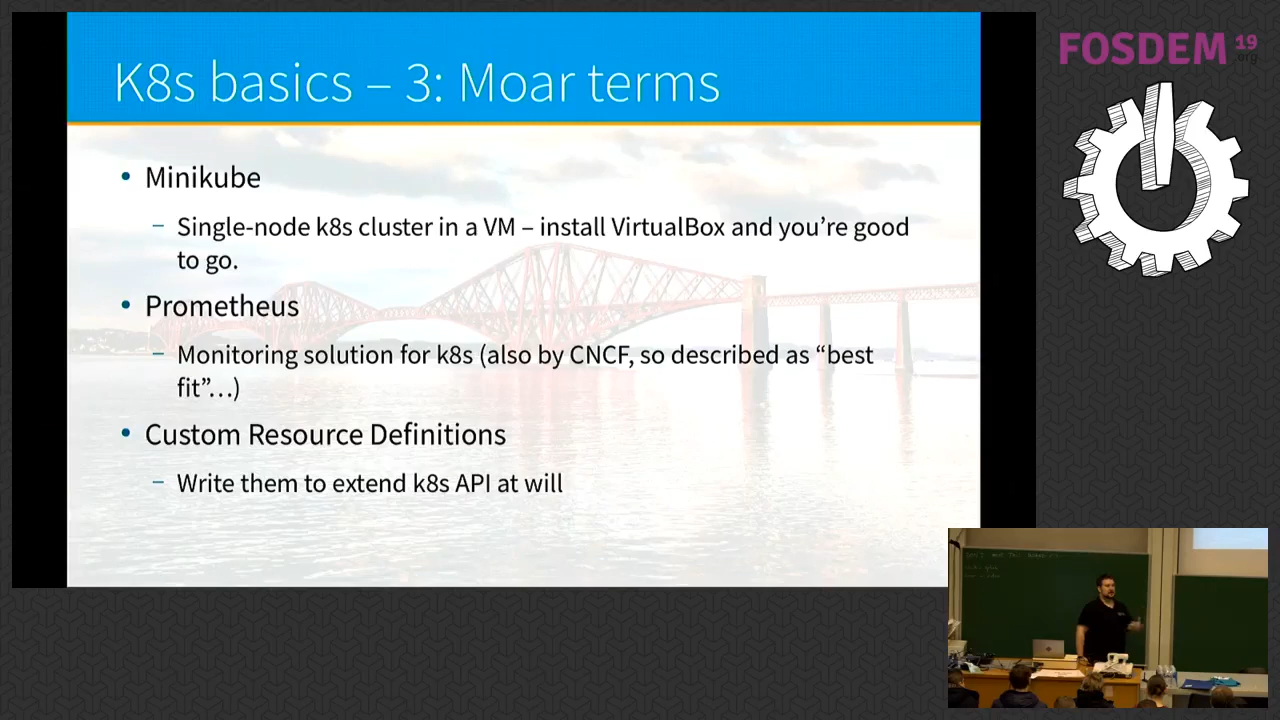 K8s basics – 3: Moar terms
• Minikube
– Single-node k8s cluster in a VM – install VirtualBox and you’re good
to go.
• Prometheus
– Monitoring solution for k8s (also by CNCF, so described as “best
fit”…)
• Custom Resource Definitions
– Write them to extend k8s API at will
FOSDEM 19
.org